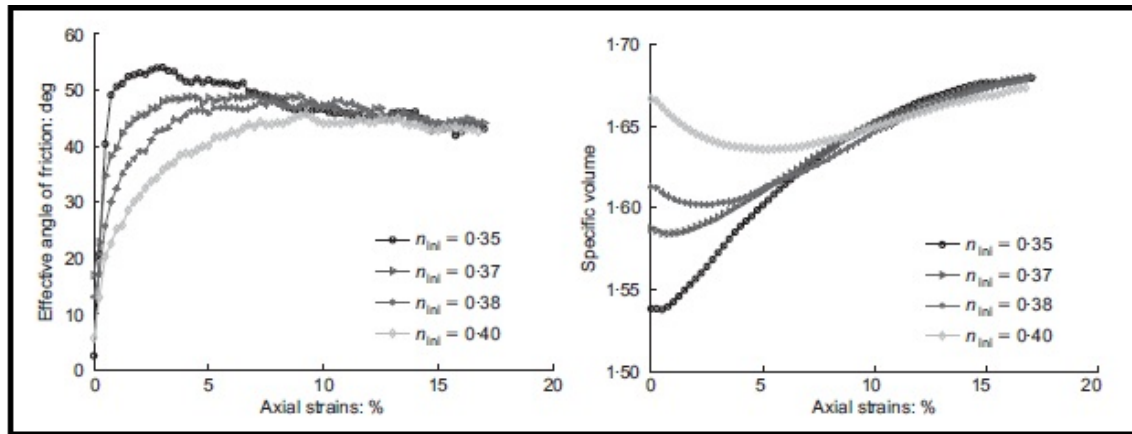 60
50
40
30
20
10
0
Effective angle of friction: deg
n_ini = 0·35
n_ini = 0·37
n_ini = 0·38
n_ini = 0·40
0 5 10 15 20
Axial strains: %
1·70
1·65
1·60
1·55
1·50
Specific volume
n_ini = 0·35
n_ini = 0·37
n_ini = 0·38
n_ini = 0·40
0 5 10 15 20
Axial strains: %